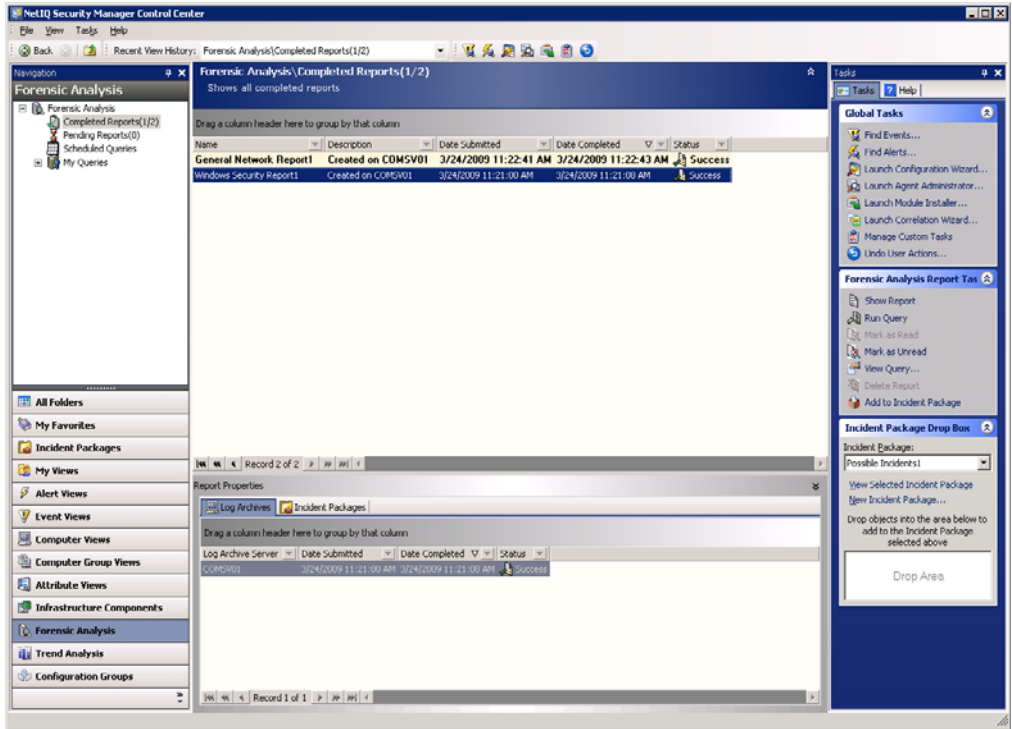 NetIQ Security Manager Control Center
File View Tasks Help
Back Recent View History: Forensic Analysis\Completed Reports(1/2)
Navigation
Forensic Analysis
Forensic Analysis
Completed Reports(1/2)
Pending Reports(0)
Scheduled Queries
My Queries
All Folders
My Favorites
Incident Packages
My Views
Alert Views
Event Views
Computer Views
Computer Group Views
Attribute Views
Infrastructure Components
Forensic Analysis
Trend Analysis
Configuration Groups
Forensic Analysis\Completed Reports(1/2)
Shows all completed reports
Drag a column header here to group by that column
Name Description Date Submitted Date Completed Status
General Network Report1 Created on COMSV01 3/24/2009 11:22:41 AM 3/24/2009 11:22:43 AM Success
Windows Security Report1 Created on COMSV01 3/24/2009 11:21:00 AM 3/24/2009 11:21:08 AM Success
Record 2 of 2
Report Properties
Log Archives Incident Packages
Drag a column header here to group by that column
Log Archive Server Date Submitted Date Completed Status
COMSV01 3/24/2009 11:21:00 AM 3/24/2009 11:21:08 AM Success
Record 1 of 1
Tasks
Tasks Help
Global Tasks
Find Events...
Find Alerts...
Launch Configuration Wizard...
Launch Agent Administrator...
Launch Module Installer...
Launch Correlation Wizard...
Manage Custom Tasks
Undo User Actions...
Forensic Analysis Report Tas
Show Report
Run Query
Mark as Read
Mark as Unread
View Query...
Delete Report
Add to Incident Package
Incident Package Drop Box
Incident Package:
Possible Incidents1
View Selected Incident Package
New Incident Package...
Drop objects into the area below to
add to the Incident Package
selected above
Drop Area